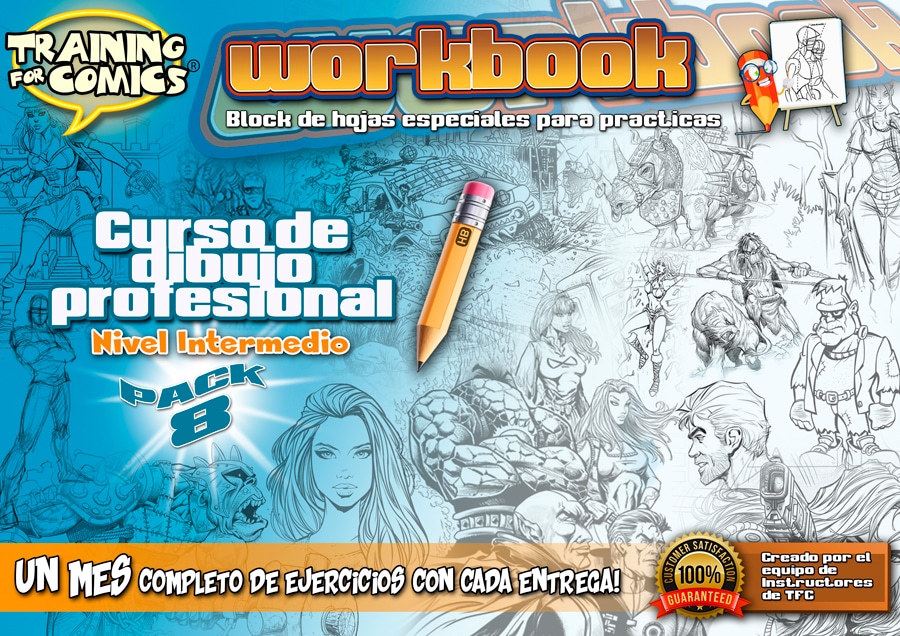 TRAINING
FOR COMICS®
workbook
Block de hojas especiales para practicas
Curso de
dibujo
profesional
Nivel Intermedio
PACK
8
HB
UN MES COMPLETO DE EJERCICIOS CON CADA ENTREGA!
CUSTOMER SATISFACTION
100%
GUARANTEED
Creado por el
equipo de
Instructores
de TFC